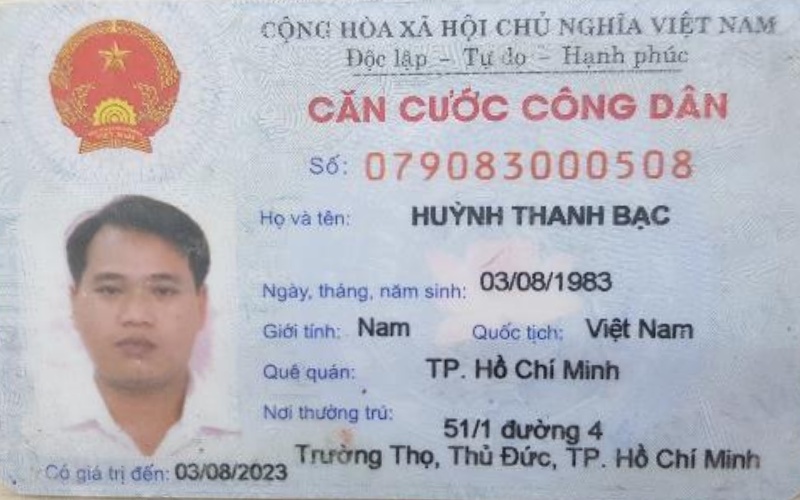 CỘNG HÒA XÃ HỘI CHỦ NGHĨA VIỆT NAM
Độc lập – Tự do – Hạnh phúc
CĂN CƯỚC CÔNG DÂN
Số: 079083000508
Họ và tên: HUỲNH THANH BẠC
Ngày, tháng, năm sinh: 03/08/1983
Giới tính: Nam Quốc tịch: Việt Nam
Quê quán: TP. Hồ Chí Minh
Nơi thường trú: 51/1 đường 4
Trường Thọ, Thủ Đức, TP. Hồ Chí Minh
Có giá trị đến: 03/08/2023